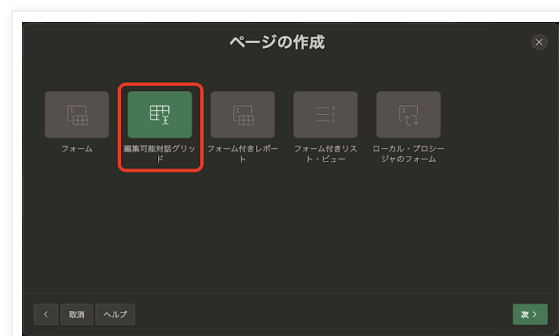 ページの作成
フォーム
編集可能対話グリッ
ド
フォーム付きレポー
ト
フォーム付きリス
ト・ビュー
ローカル・プロシー
ジャのフォーム
取消
ヘルプ
次